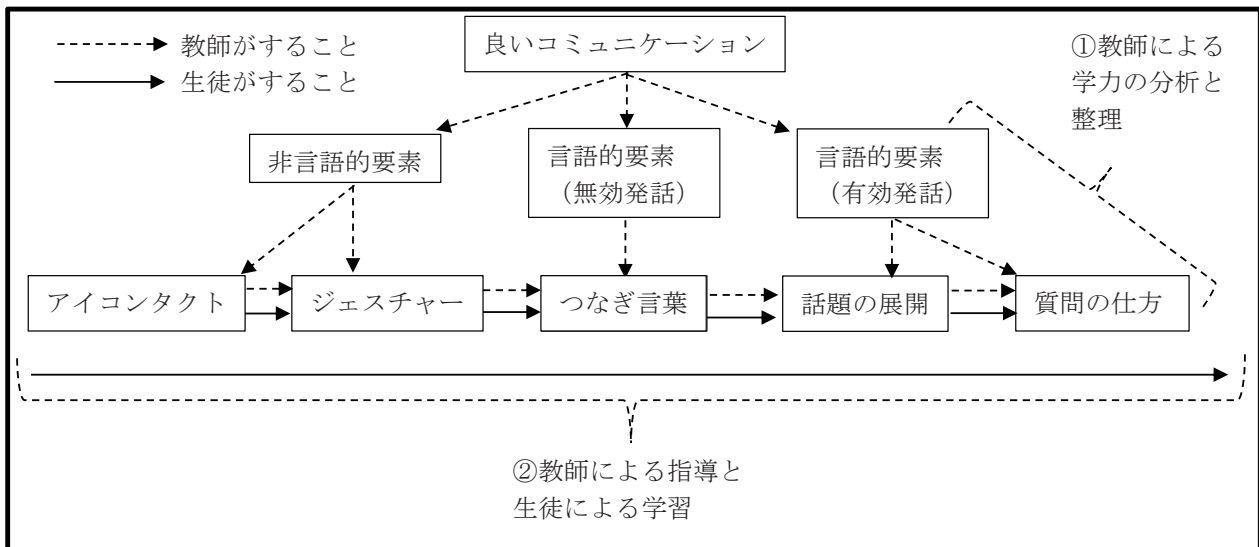 教師がすること
生徒がすること
良いコミュニケーション
①教師による
学力の分析と
整理
非言語的要素
言語的要素
（無効発話）
言語的要素
（有効発話）
アイコンタクト
ジェスチャー
つなぎ言葉
話題の展開
質問の仕方
②教師による指導と
生徒による学習